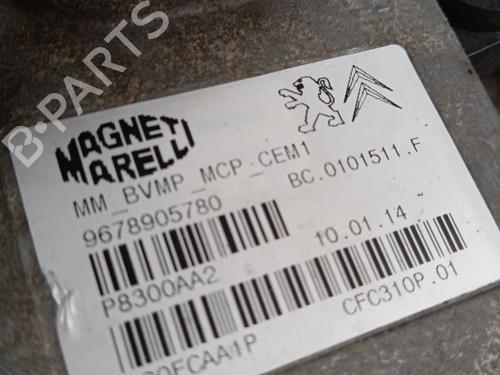 B-PARTS
MAGNETI
MARELLI
MM_BVMP_MCP_CEM1
9678905780
BC.0101511.F
P8300AA2
10.01.14
CFC310P.01